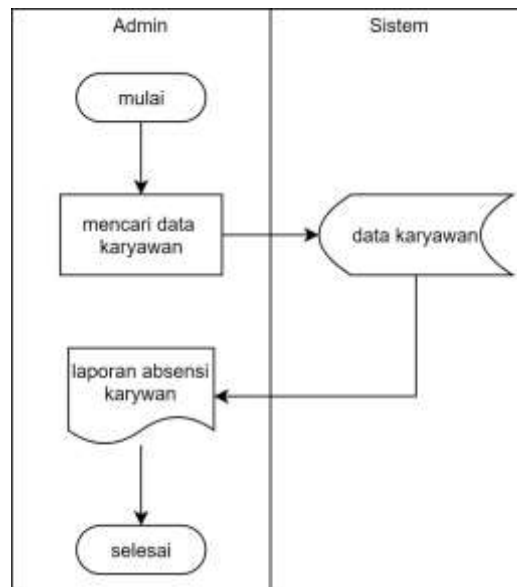 Admin
Sistem
mulai
mencari data
karyawan
data karyawan
laporan absensi
karywan
selesai